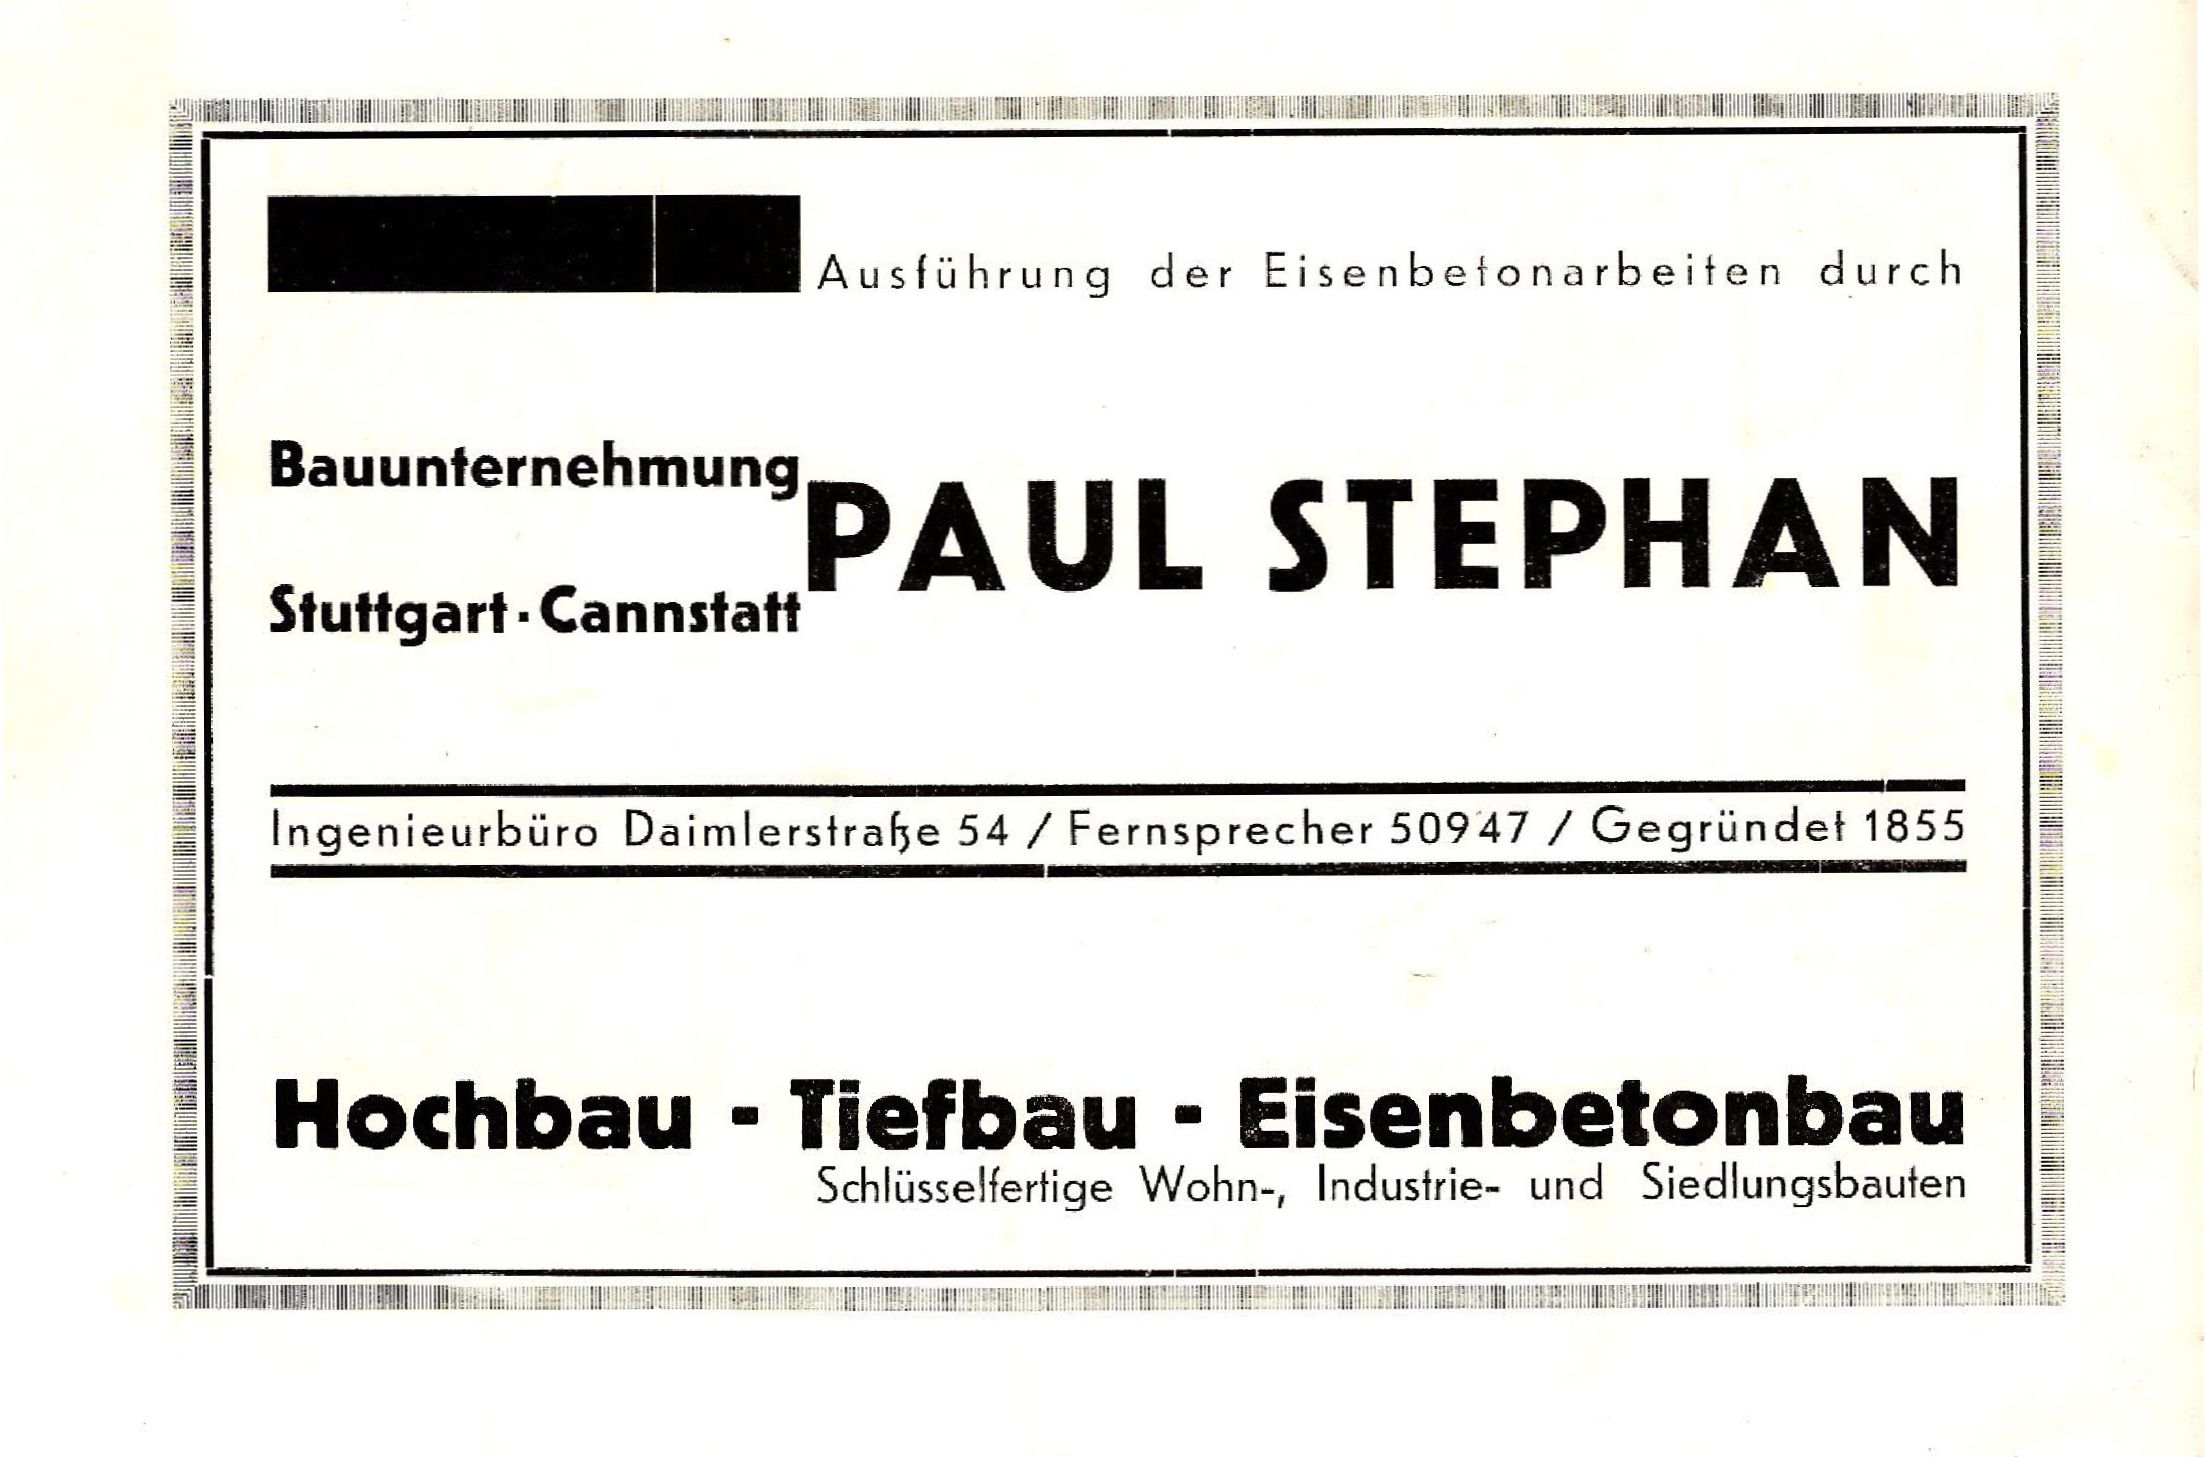 Ausführung der Eisenbetonarbeiten durch
Bauunternehmung
PAUL STEPHAN
Stuttgart·Cannstatt
Ingenieurbüro Daimlerstraße 54 / Fernsprecher 50947 / Gegründet 1855
Hochbau - Tiefbau - Eisenbetonbau
Schlüsselfertige Wohn-, Industrie- und Siedlungsbauten